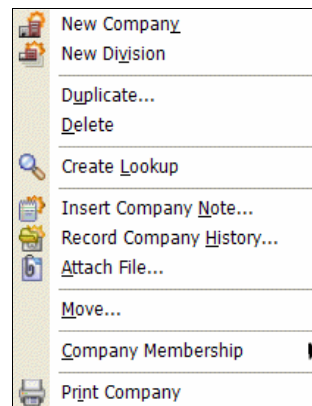 New Company
New Division
Duplicate...
Delete
Create Lookup
Insert Company Note...
Record Company History...
Attach File...
Move...
Company Membership
Print Company